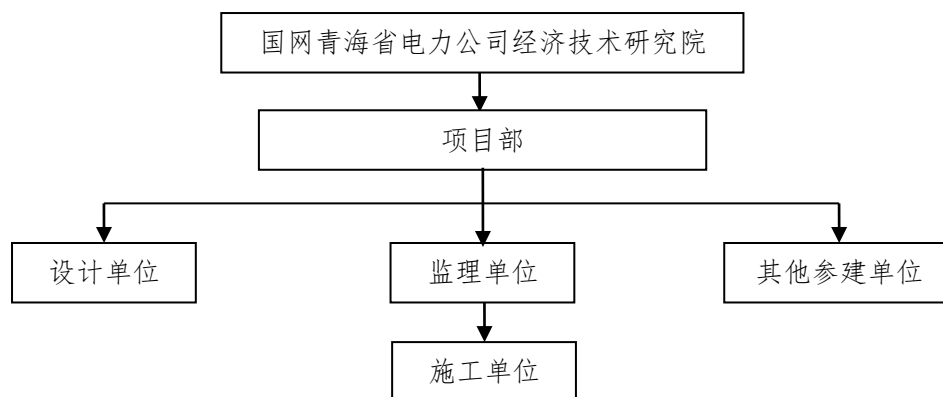 国网青海省电力公司经济技术研究院
项目部
设计单位
监理单位
其他参建单位
施工单位